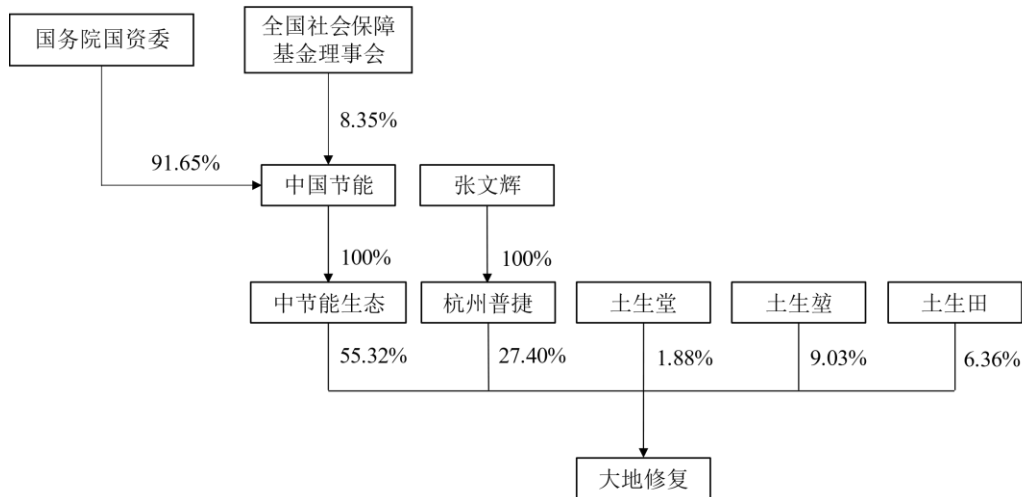 国务院国资委
全国社会保障
基金理事会
8.35%
91.65%
中国节能
张文辉
100%
100%
中节能生态
杭州普捷
土生堂
土生堃
土生田
55.32%
27.40%
1.88%
9.03%
6.36%
大地修复